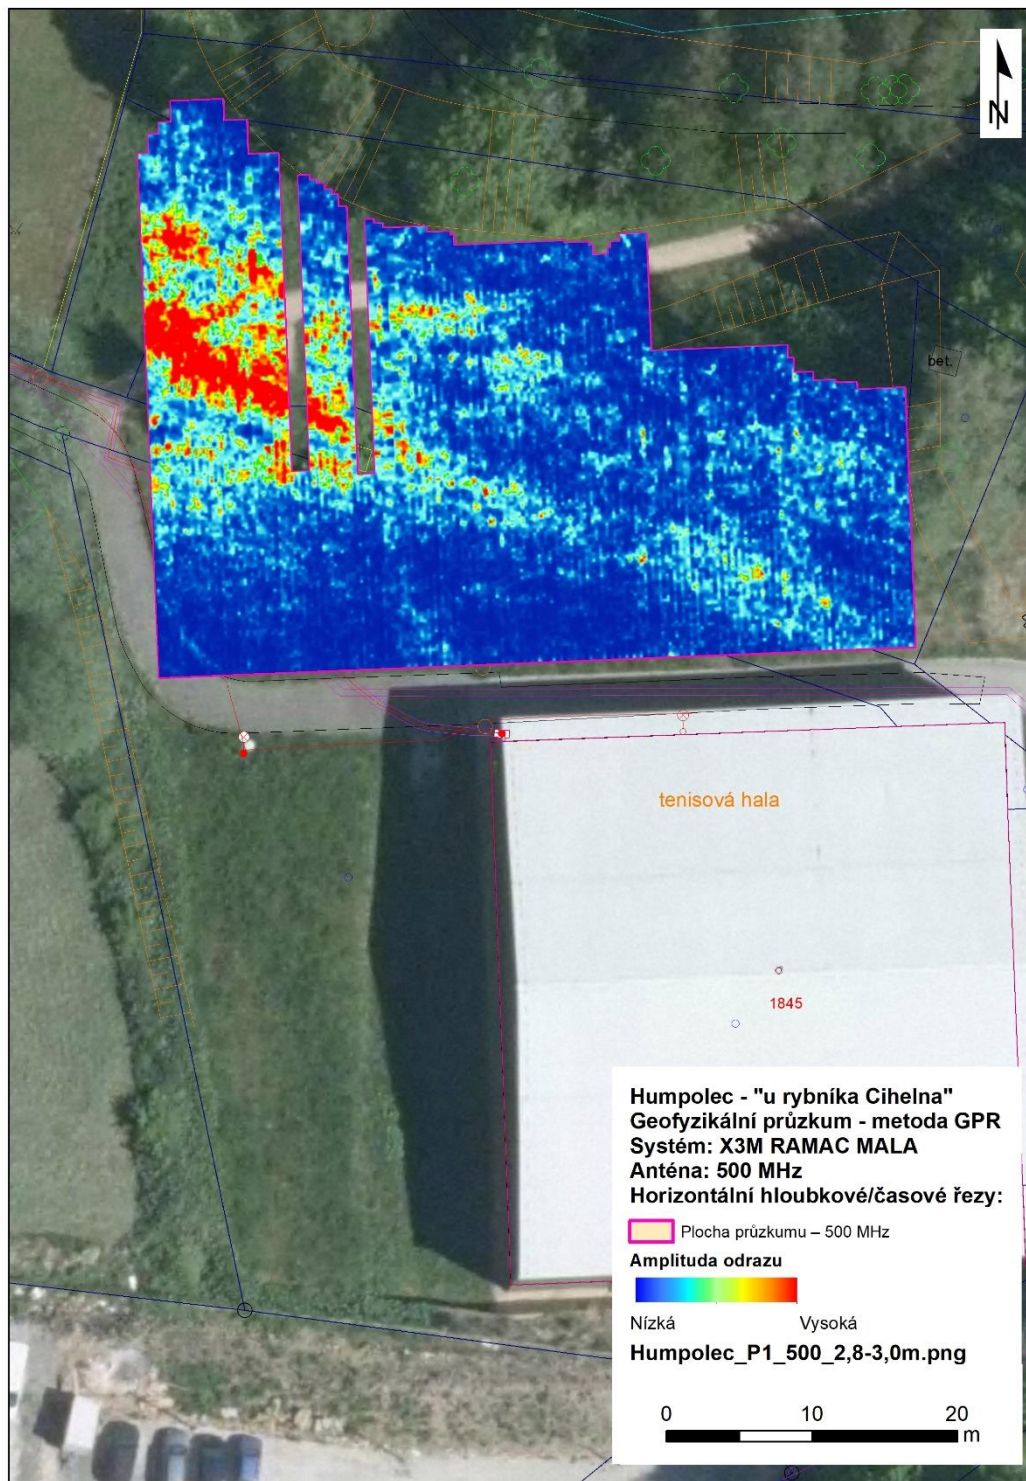 N
bet.
tenisová hala
1845
Humpolec - "u rybníka Cihelna"
Geofyzikální průzkum - metoda GPR
Systém: X3M RAMAC MALA
Anténa: 500 MHz
Horizontální hloubkové/časové řezy:
Plocha průzkumu – 500 MHz
Amplituda odrazu
Nízká Vysoká
Humpolec_P1_500_2,8-3,0m.png
0 10 20
m